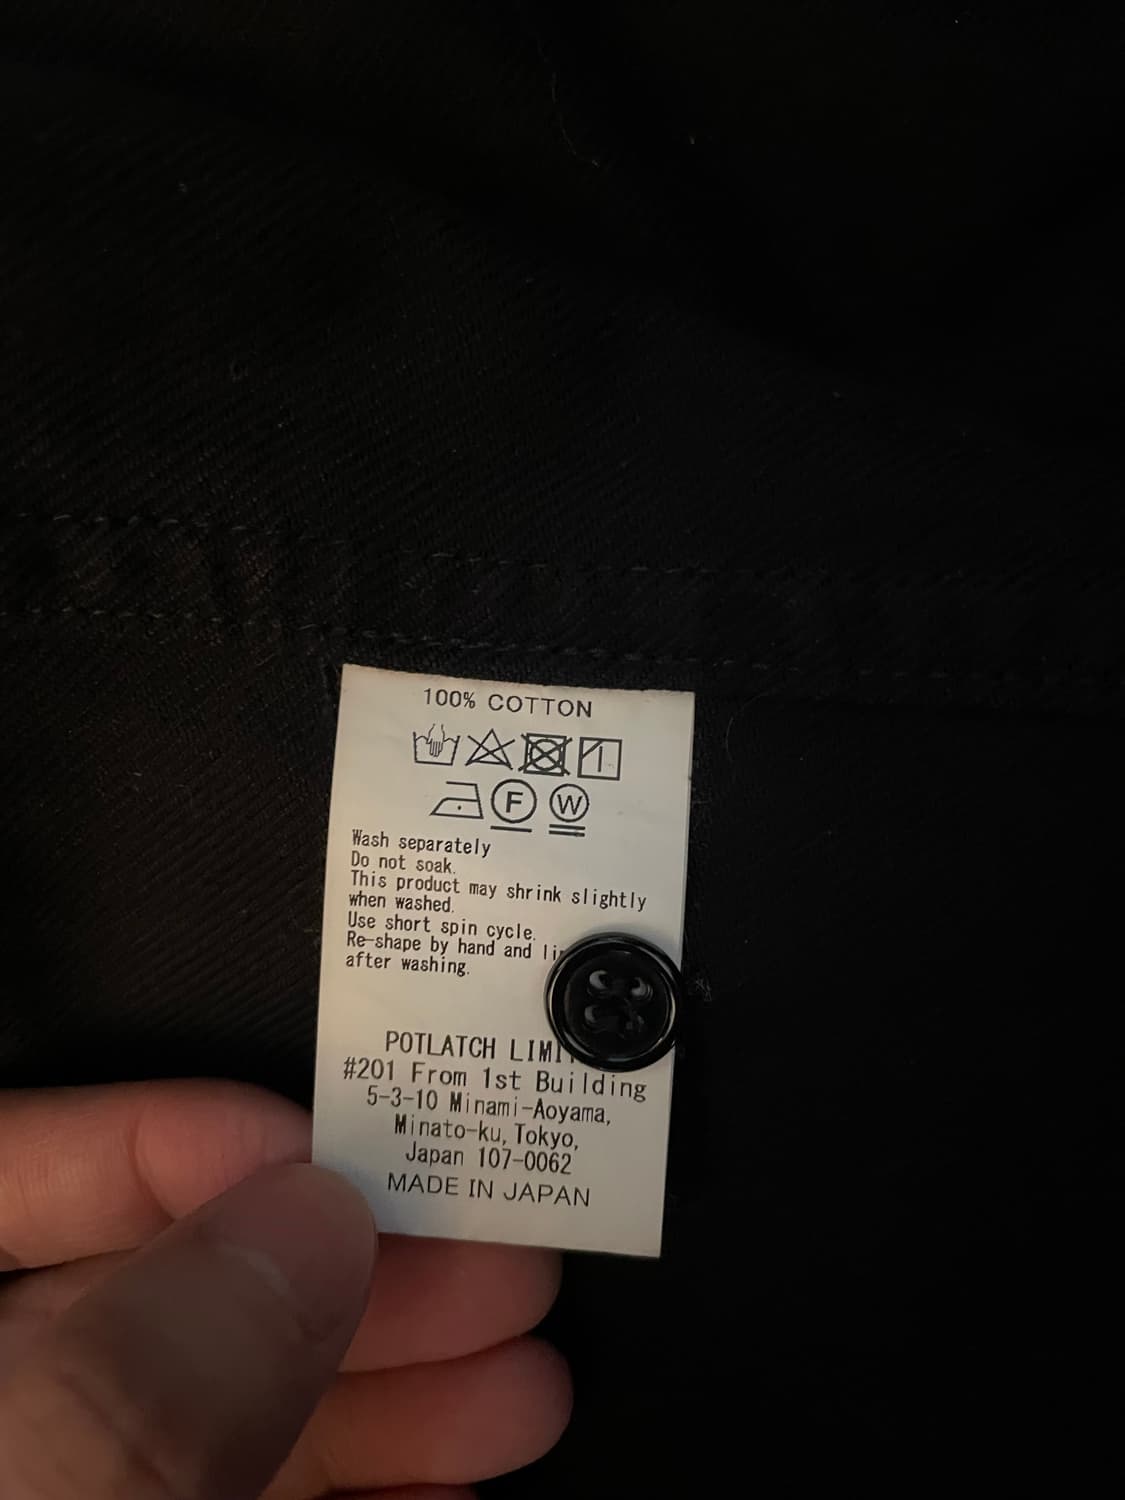 100% COTTON
F W
Wash separately
Do not soak.
This product may shrink slightly
when washed.
Use short spin cycle.
Re-shape by hand and
after washing.
POTLATCH
#201 From 1st Building
5-3-10 Minami-Aoyama,
Minato-ku, Tokyo,
Japan 107-0062
MADE IN JAPAN